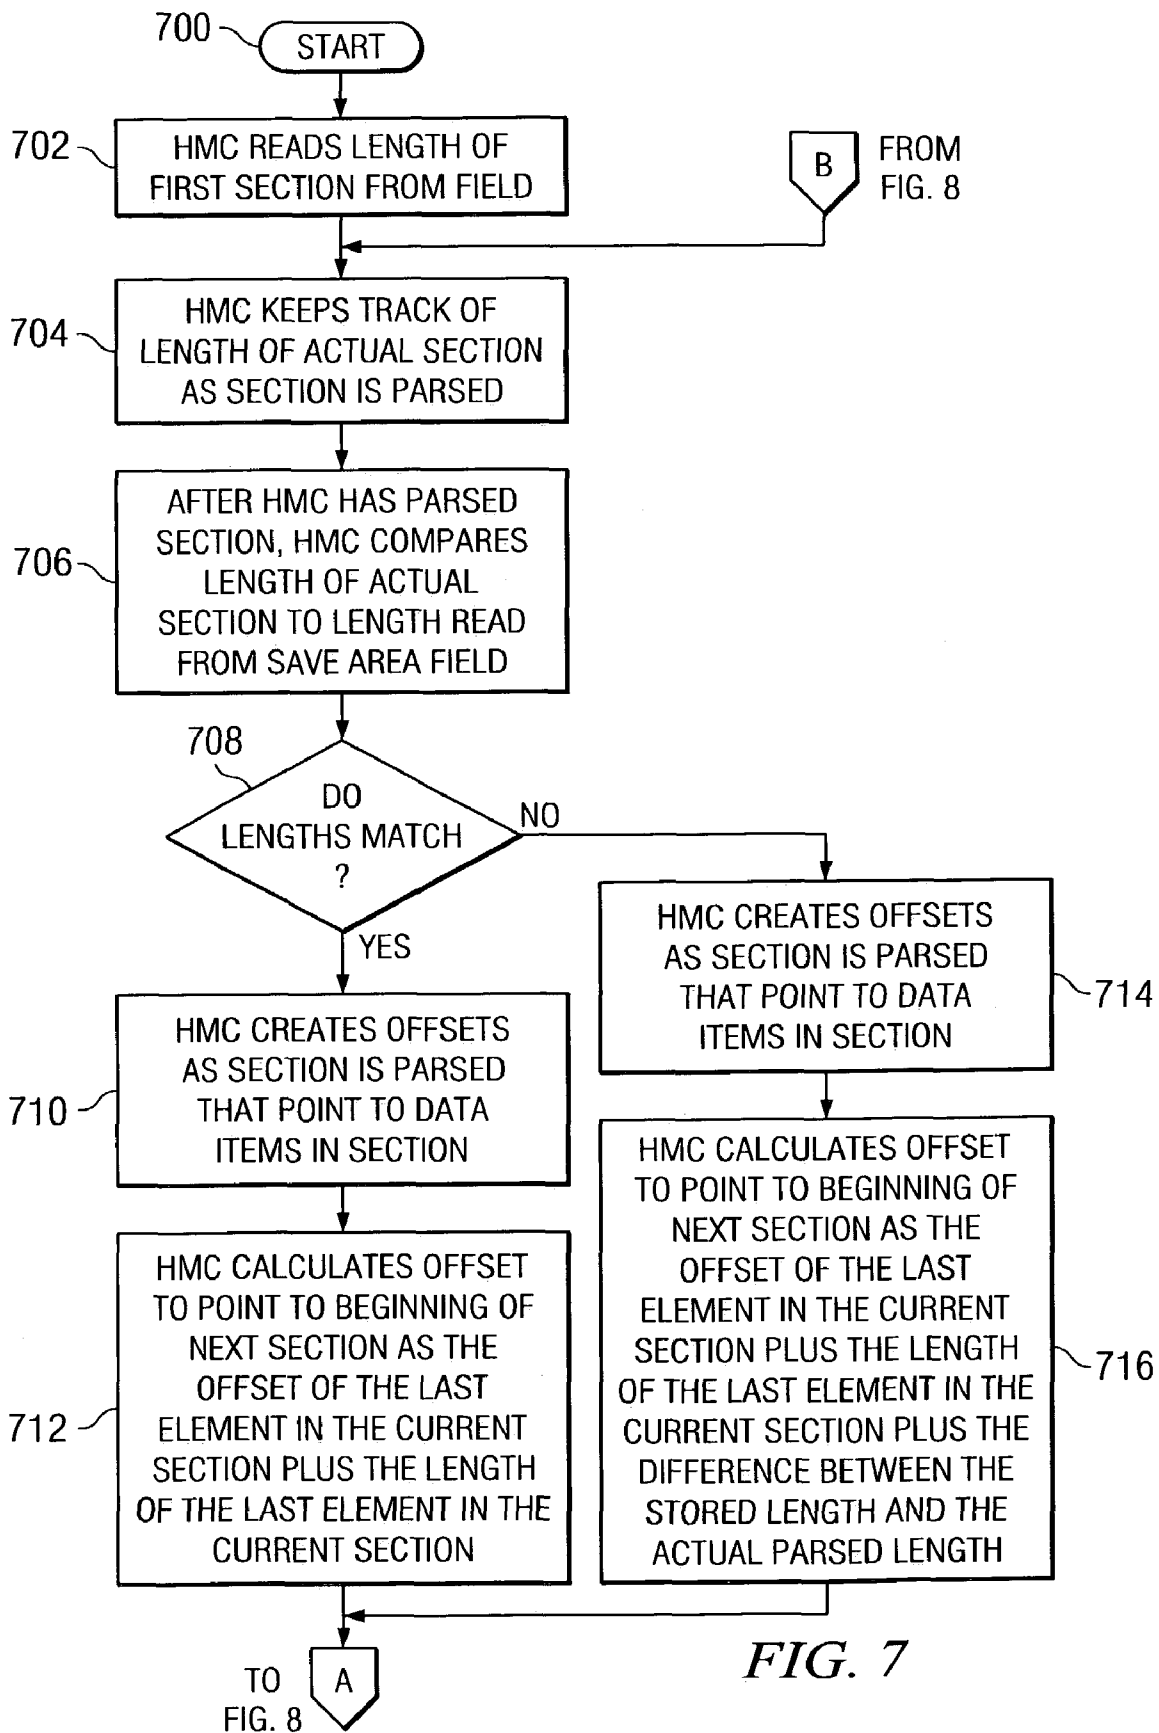 700
START
702
HMC READS LENGTH OF
FIRST SECTION FROM FIELD
B
FROM
FIG. 8
704
HMC KEEPS TRACK OF
LENGTH OF ACTUAL SECTION
AS SECTION IS PARSED
706
AFTER HMC HAS PARSED
SECTION, HMC COMPARES
LENGTH OF ACTUAL
SECTION TO LENGTH READ
FROM SAVE AREA FIELD
708
DO
LENGTHS MATCH
?
NO
YES
710
HMC CREATES OFFSETS
AS SECTION IS PARSED
THAT POINT TO DATA
ITEMS IN SECTION
712
HMC CALCULATES OFFSET
TO POINT TO BEGINNING OF
NEXT SECTION AS THE
OFFSET OF THE LAST
ELEMENT IN THE CURRENT
SECTION PLUS THE LENGTH
OF THE LAST ELEMENT IN THE
CURRENT SECTION
HMC CREATES OFFSETS
AS SECTION IS PARSED
THAT POINT TO DATA
ITEMS IN SECTION
714
HMC CALCULATES OFFSET
TO POINT TO BEGINNING OF
NEXT SECTION AS THE
OFFSET OF THE LAST
ELEMENT IN THE CURRENT
SECTION PLUS THE LENGTH
OF THE LAST ELEMENT IN THE
CURRENT SECTION PLUS THE
DIFFERENCE BETWEEN THE
STORED LENGTH AND THE
ACTUAL PARSED LENGTH
716
TO
FIG. 8
A
FIG. 7